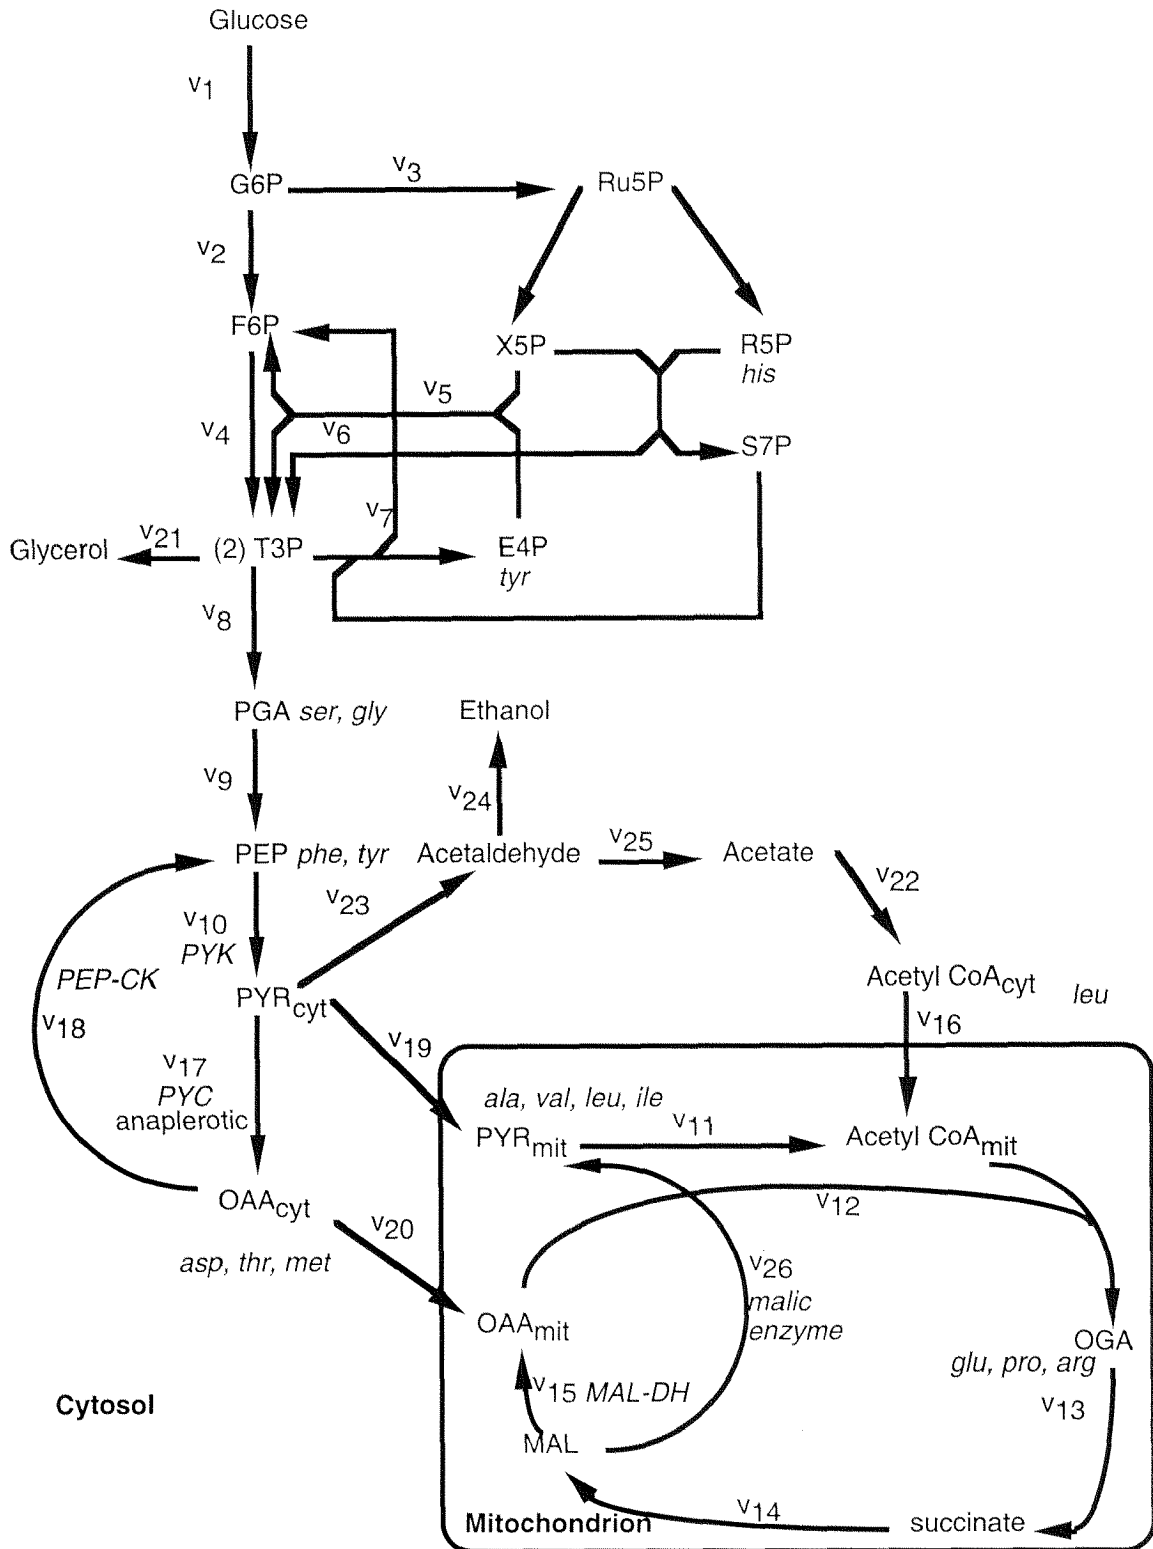 Glucose
v1
G6P
v3
Ru5P
v2
F6P
X5P
R5P
his
v5
v4
v6
S7P
v7
Glycerol
v21
(2) T3P
E4P
tyr
v8
PGA ser, gly
Ethanol
v9
v24
PEP phe, tyr
Acetaldehyde
v25
Acetate
v22
v23
v10
PYK
PEP-CK
PYRcyt
Acetyl CoAcyt
leu
v18
v19
v16
v17
PYC
anaplerotic
ala, val, leu, ile
PYRmit
v11
Acetyl CoAmit
OAAcyt
v20
v12
asp, thr, met
v26
malic
enzyme
OAAmit
OGA
glu, pro, arg
v15 MAL-DH
v13
Cytosol
MAL
v14
Mitochondrion
succinate